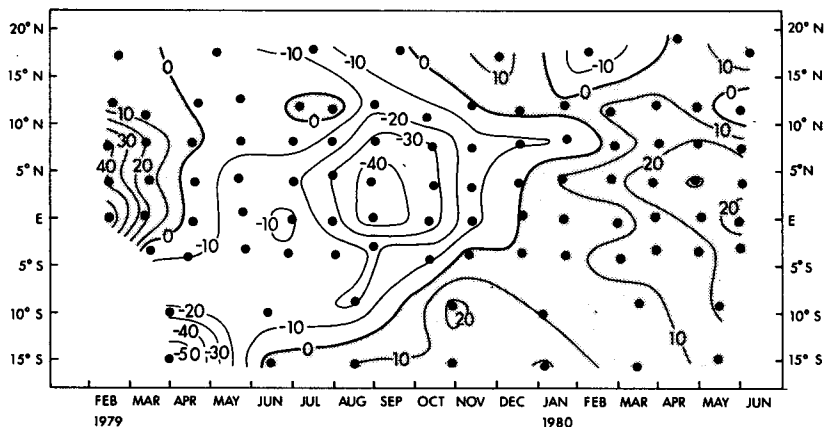 20° N 20° N
-10 -10 0 -10
15° N 0 10 15° N
10 0 0
10° N -20 10° N
30 -30 10
5° N 40 20 -40 20 5° N
E -10 20 E
0 -10
5° S 5° S
10° S -20 20 10° S
-40 -10 10
15° S -50 -30 0 10 15° S
FEB MAR APR MAY JUN JUL AUG SEP OCT NOV DEC JAN FEB MAR APR MAY JUN
1979 1980